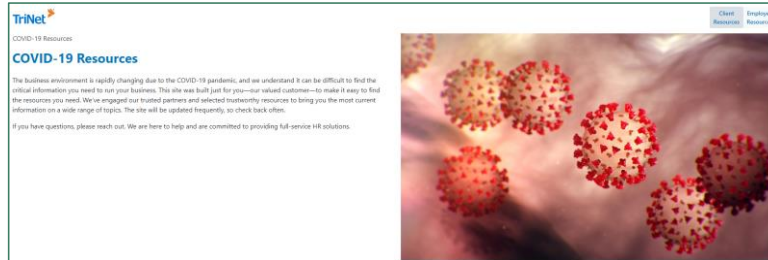 TriNet
Client Employe
Resources Resourc
COVID-19 Resources
COVID-19 Resources
The business environment is rapidly changing due to the COVID-19 pandemic, and we understand it can be difficult to find the
critical information you need to run your business. This site was built just for you—our valued customer—to make it easy to find
the resources you need. We've engaged our trusted partners and selected trustworthy resources to bring you the most current
information on a wide range of topics. The site will be updated frequently, so check back often.
If you have questions, please reach out. We are here to help and are committed to providing full-service HR solutions.